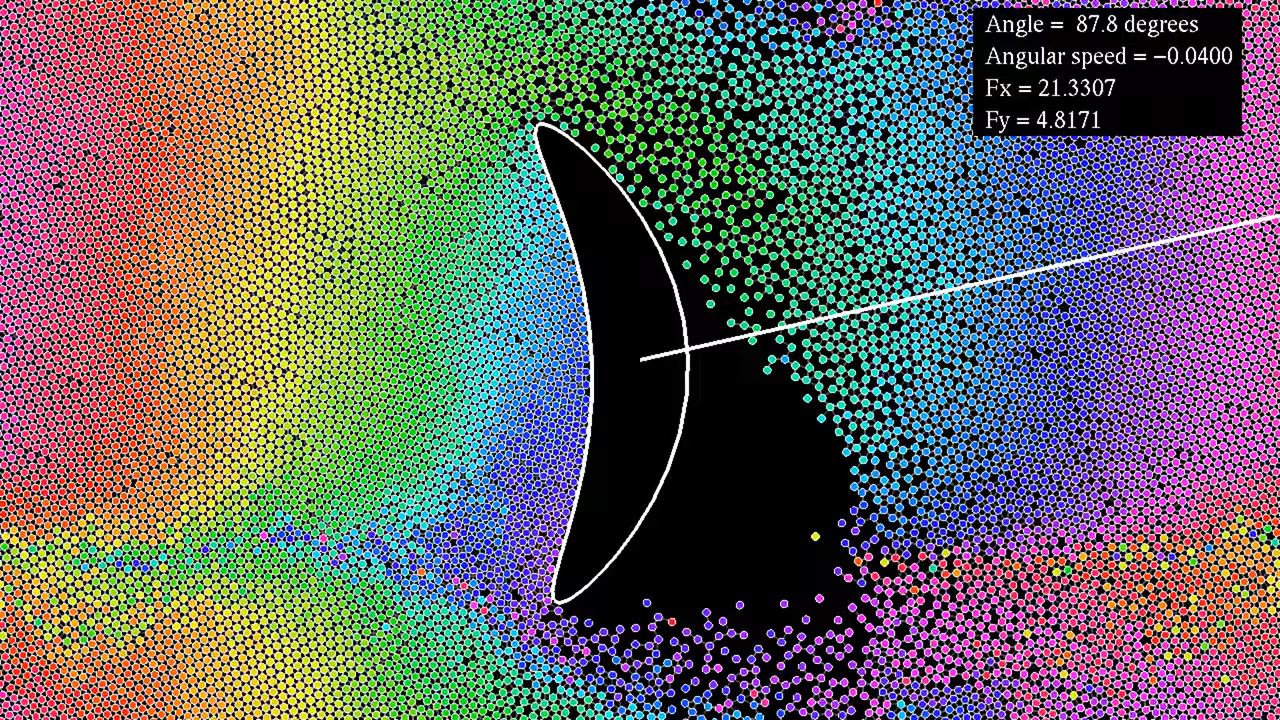 Angle =  87.8 degrees
Angular speed = −0.0400
Fx = 21.3307
Fy = 4.8171